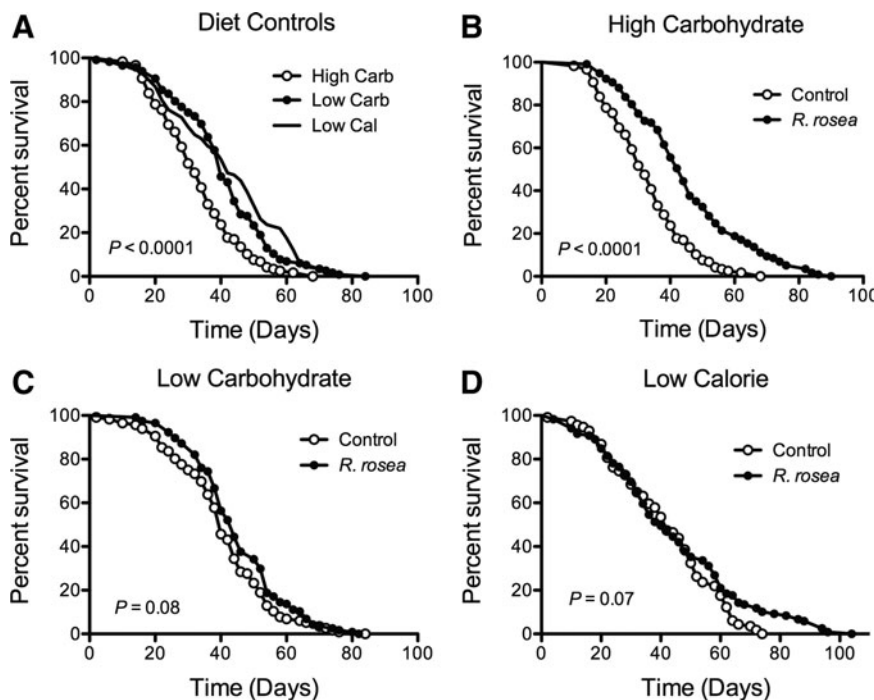 A
Diet Controls
Percent survival
100
80
60
40
20
0
High Carb
Low Carb
Low Cal
P < 0.0001
0 20 40 60 80 100
Time (Days)
B
High Carbohydrate
Percent survival
100
80
60
40
20
0
Control
R. rosea
P < 0.0001
0 20 40 60 80 100
Time (Days)
C
Low Carbohydrate
Percent survival
100
80
60
40
20
0
Control
R. rosea
P = 0.08
0 20 40 60 80 100
Time (Days)
D
Low Calorie
Percent survival
100
80
60
40
20
0
Control
R. rosea
P = 0.07
0 20 40 60 80 100
Time (Days)